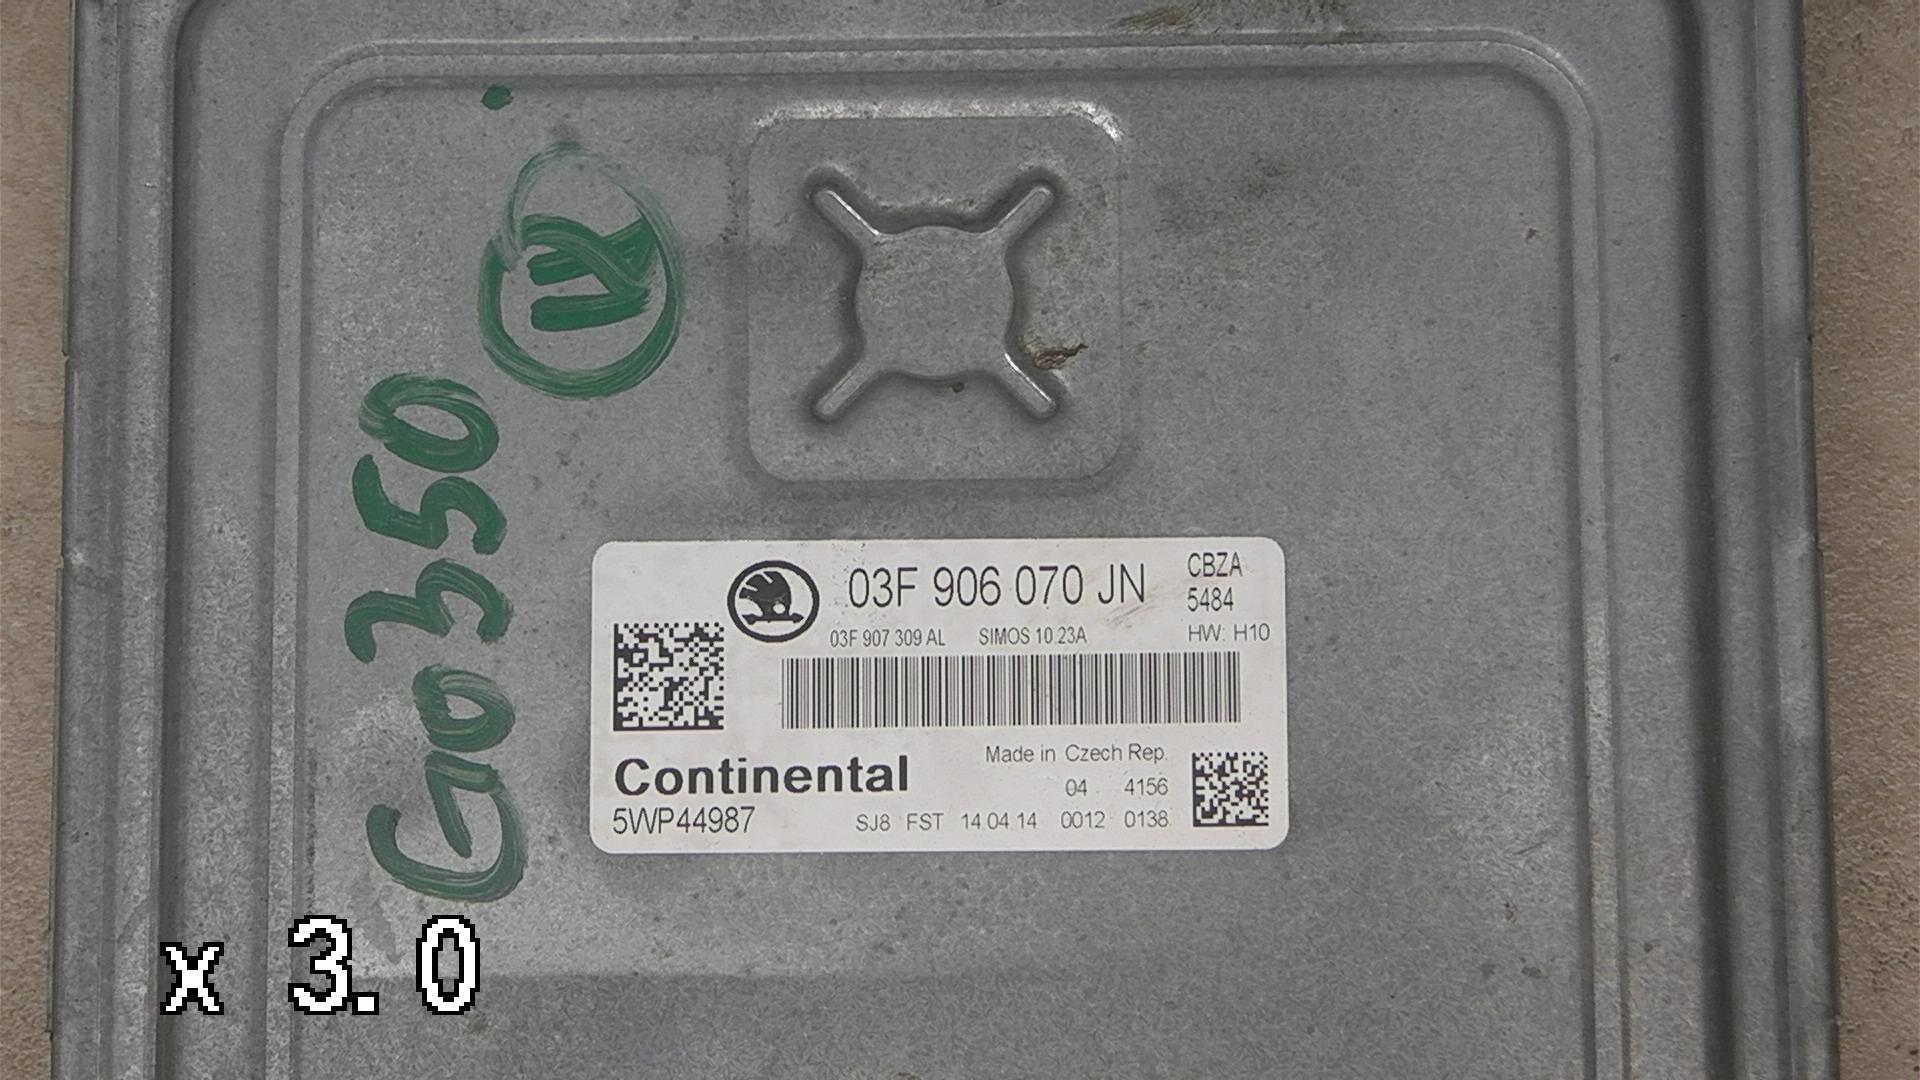 Go350
03F 906 070 JN
CBZA
5484
03F 907 309 AL SIMOS 10.23A HW: H10
Continental
Made in Czech Rep.
04 4156
5WP44987 SJ8 FST 14.04.14 0012 0138
x 3.0